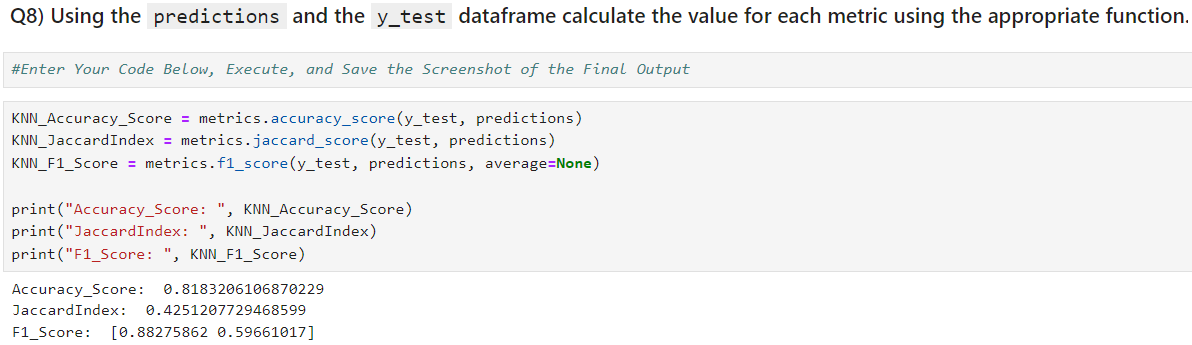 Q8) Using the predictions and the y_test dataframe calculate the value for each metric using the appropriate function.
#Enter Your Code Below, Execute, and Save the Screenshot of the Final Output
KNN_Accuracy_Score = metrics.accuracy_score(y_test, predictions)
KNN_JaccardIndex = metrics.jaccard_score(y_test, predictions)
KNN_F1_Score = metrics.f1_score(y_test, predictions, average=None)
print("Accuracy_Score: ", KNN_Accuracy_Score)
print("JaccardIndex: ", KNN_JaccardIndex)
print("F1_Score: ", KNN_F1_Score)
Accuracy_Score:  0.8183206106870229
JaccardIndex:  0.4251207729468599
F1_Score:  [0.88275862 0.59661017]